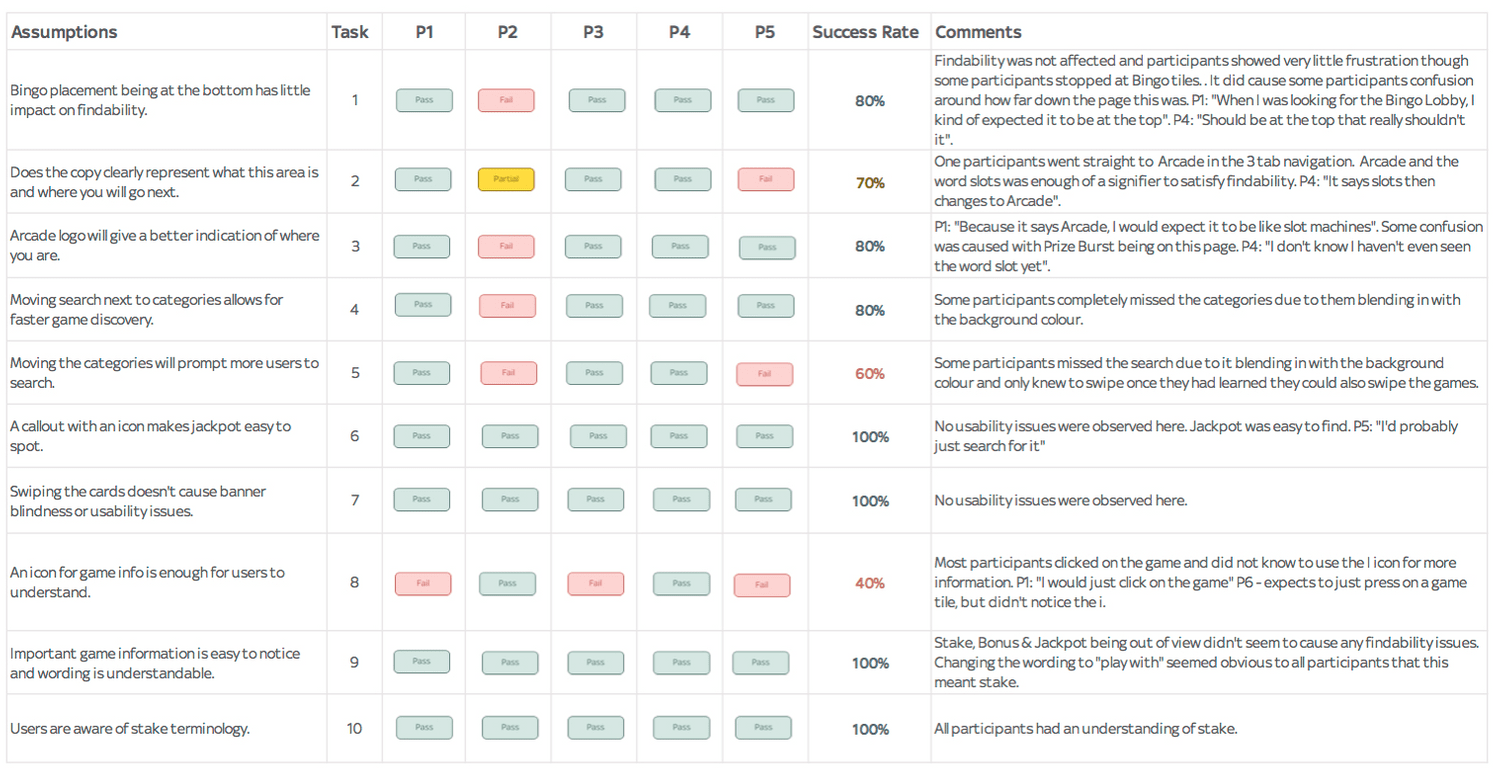 Assumptions Task P1 P2 P3 P4 P5 Success Rate Comments
Bingo placement being at the bottom has little
impact on findability.
1 Pass Fail Pass Pass Pass 80%
Findability was not affected and participants showed very little frustration though
some participants stopped at Bingo tiles. . It did cause some participants confusion
around how far down the page this was. P1: "When I was looking for the Bingo Lobby, I
kind of expected it to be at the top". P4: "Should be at the top that really shouldn't
it".
Does the copy clearly represent what this area is
and where you will go next.
2 Pass Partial Pass Pass Fail 70%
One participants went straight to Arcade in the 3 tab navigation. Arcade and the
word slots was enough of a signifier to satisfy findability. P4: "It says slots then
changes to Arcade".
Arcade logo will give a better indication of where
you are.
3 Pass Fail Pass Pass Pass 80%
P1: "Because it says Arcade, I would expect it to be like slot machines". Some confusion
was caused with Prize Burst being on this page. P4: "I don't know I haven't even seen
the word slot yet".
Moving search next to categories allows for
faster game discovery.
4 Pass Fail Pass Pass Pass 80%
Some participants completely missed the categories due to them blending in with
the background colour.
Moving the categories will prompt more users to
search.
5 Pass Fail Pass Pass Fail 60%
Some participants missed the search due to it blending in with the background
colour and only knew to swipe once they had learned they could also swipe the games.
A callout with an icon makes jackpot easy to
spot.
6 Pass Pass Pass Pass Pass 100%
No usability issues were observed here. Jackpot was easy to find. P5: "I'd probably
just search for it"
Swiping the cards doesn't cause banner
blindness or usability issues.
7 Pass Pass Pass Pass Pass 100%
No usability issues were observed here.
An icon for game info is enough for users to
understand.
8 Fail Pass Fail Pass Fail 40%
Most participants clicked on the game and did not know to use the I icon for more
information. P1: "I would just click on the game" P6 - expects to just press on a game
tile, but didn't notice the i.
Important game information is easy to notice
and wording is understandable.
9 Pass Pass Pass Pass Pass 100%
Stake, Bonus & Jackpot being out of view didn't seem to cause any findability issues.
Changing the wording to "play with" seemed obvious to all participants that this
meant stake.
Users are aware of stake terminology.
10 Pass Pass Pass Pass Pass 100%
All participants had an understanding of stake.